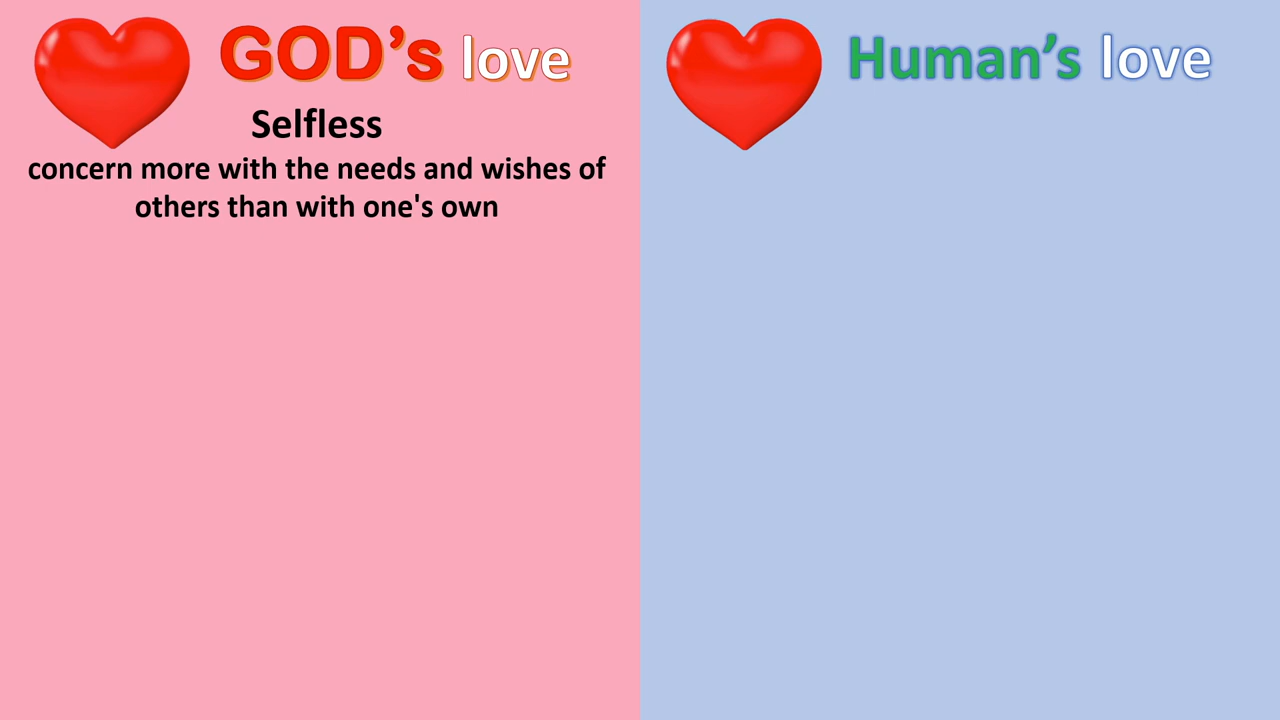 GOD’s love
Selfless
concern more with the needs and wishes of
others than with one's own
Human’s love